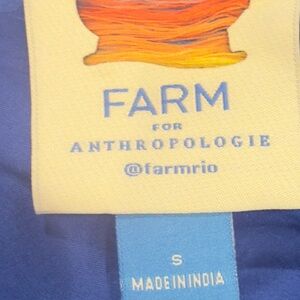 FARM
FOR
ANTHROPOLOGIE
@farmrio
S
MADE IN INDIA